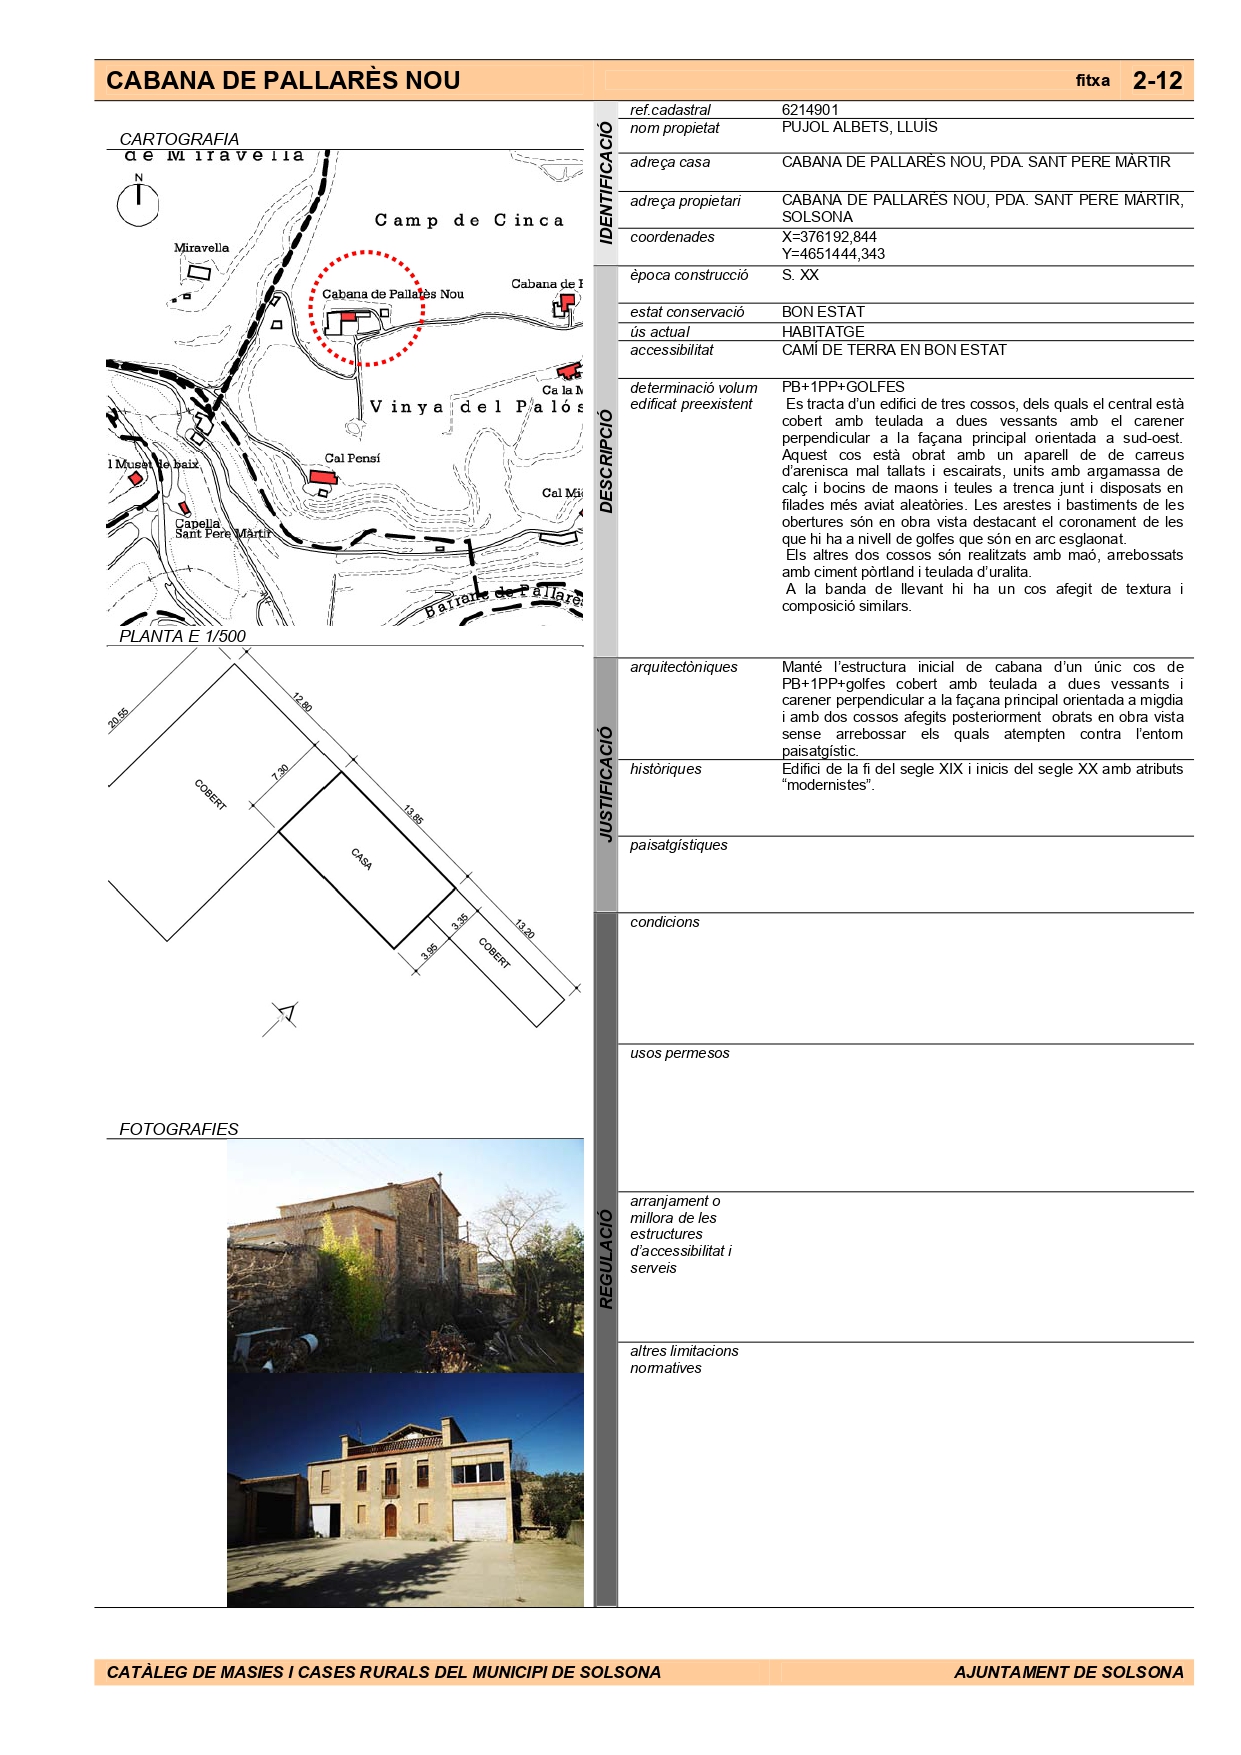 CABANA DE PALLARÈS NOU
fitxa 2-12
CARTOGRAFIA
de Miravella
N
Camp de Cinca
Miravella
Cabana de Pallarès Nou
Cabana de
Ca la
Vinya del Palós
Cal Pensí
l Muset de baix
Cal
Capella
Sant Pere Màrtir
Barranc de Pallarès
PLANTA E 1/500
20.55
12.80
7.30
COBERT
13.85
CASA
3.35
13.20
3.95
COBERT
FOTOGRAFIES
IDENTIFICACIÓ
ref.cadastral 6214901
nom propietat PUJOL ALBETS, LLUÍS
adreça casa CABANA DE PALLARÈS NOU, PDA. SANT PERE MÀRTIR
adreça propietari CABANA DE PALLARÈS NOU, PDA. SANT PERE MÀRTIR,
SOLSONA
coordenades X=376192,844
Y=4651444,343
DESCRIPCIÓ
època construcció S. XX
estat conservació BON ESTAT
ús actual HABITATGE
accessibilitat CAMÍ DE TERRA EN BON ESTAT
determinació volum PB+1PP+GOLFES
edificat preexistent Es tracta d’un edifici de tres cossos, dels quals el central està
cobert amb teulada a dues vessants amb el carener
perpendicular a la façana principal orientada a sud-oest.
Aquest cos està obrat amb un aparell de de carreus
d’arenisca mal tallats i escairats, units amb argamassa de
calç i bocins de maons i teules a trenca junt i disposats en
filades més aviat aleatòries. Les arestes i bastiments de les
obertures són en obra vista destacant el coronament de les
que hi ha a nivell de golfes que són en arc esglaonat.
Els altres dos cossos són realitzats amb maó, arrebossats
amb ciment pòrtland i teulada d’uralita.
A la banda de llevant hi ha un cos afegit de textura i
composició similars.
JUSTIFICACIÓ
arquitectòniques Manté l’estructura inicial de cabana d’un únic cos de
PB+1PP+golfes cobert amb teulada a dues vessants i
carener perpendicular a la façana principal orientada a migdia
i amb dos cossos afegits posteriorment obrats en obra vista
sense arrebossar els quals atempten contra l’entorn
paisatgístic.
històriques Edifici de la fi del segle XIX i inicis del segle XX amb atributs
“modernistes”.
paisatgístiques
REGULACIÓ
condicions
usos permesos
arranjament o
millora de les
estructures
d’accessibilitat i
serveis
altres limitacions
normatives
CATÀLEG DE MASIES I CASES RURALS DEL MUNICIPI DE SOLSONA
AJUNTAMENT DE SOLSONA